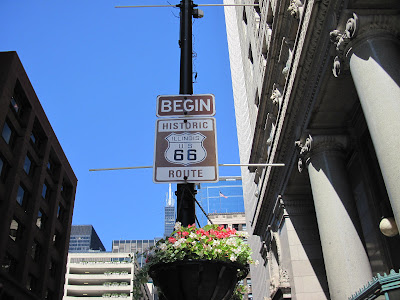 BEGIN
HISTORIC
ILLINOIS
U S
66
ROUTE